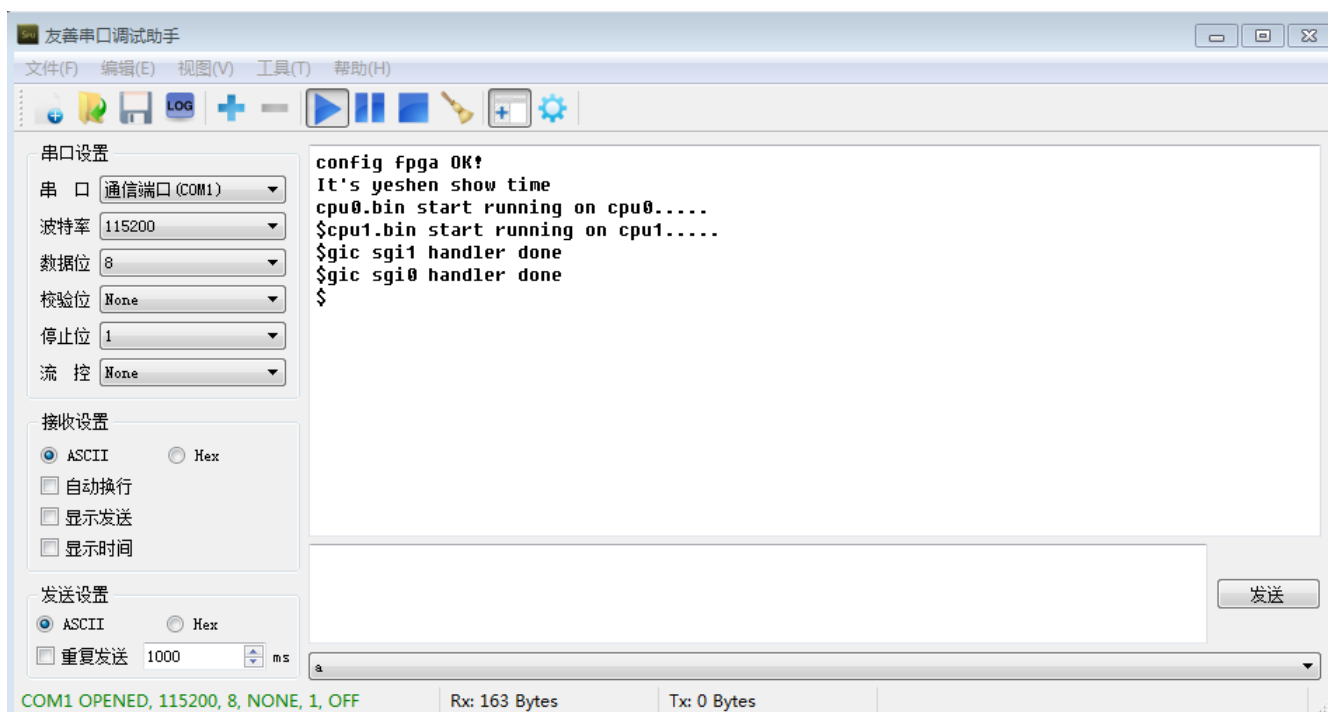 友善串口调试助手
文件(F) 编辑(E) 视图(V) 工具(T) 帮助(H)
LOG
串口设置
串 口 通信端口(COM1)
波特率 115200
数据位 8
校验位 None
停止位 1
流 控 None
接收设置
ASCII Hex
自动换行
显示发送
显示时间
发送设置
ASCII Hex
重复发送 1000 ms
config fpga OK!
It's yeshen show time
cpu0.bin start running on cpu0.....
$cpu1.bin start running on cpu1.....
$gic sgi1 handler done
$gic sgi0 handler done
$
发送
a
COM1 OPENED, 115200, 8, NONE, 1, OFF Rx: 163 Bytes Tx: 0 Bytes